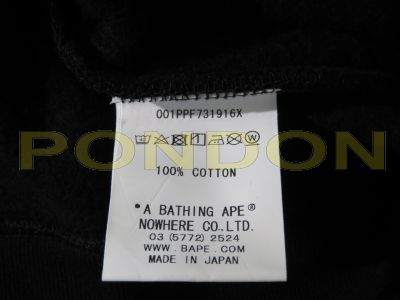 001PPF731916X
PONDON
100% COTTON
"A BATHING APE®
NOWHERE CO.,LTD.
03 (5772) 2524
WWW.BAPE.COM
MADE IN JAPAN